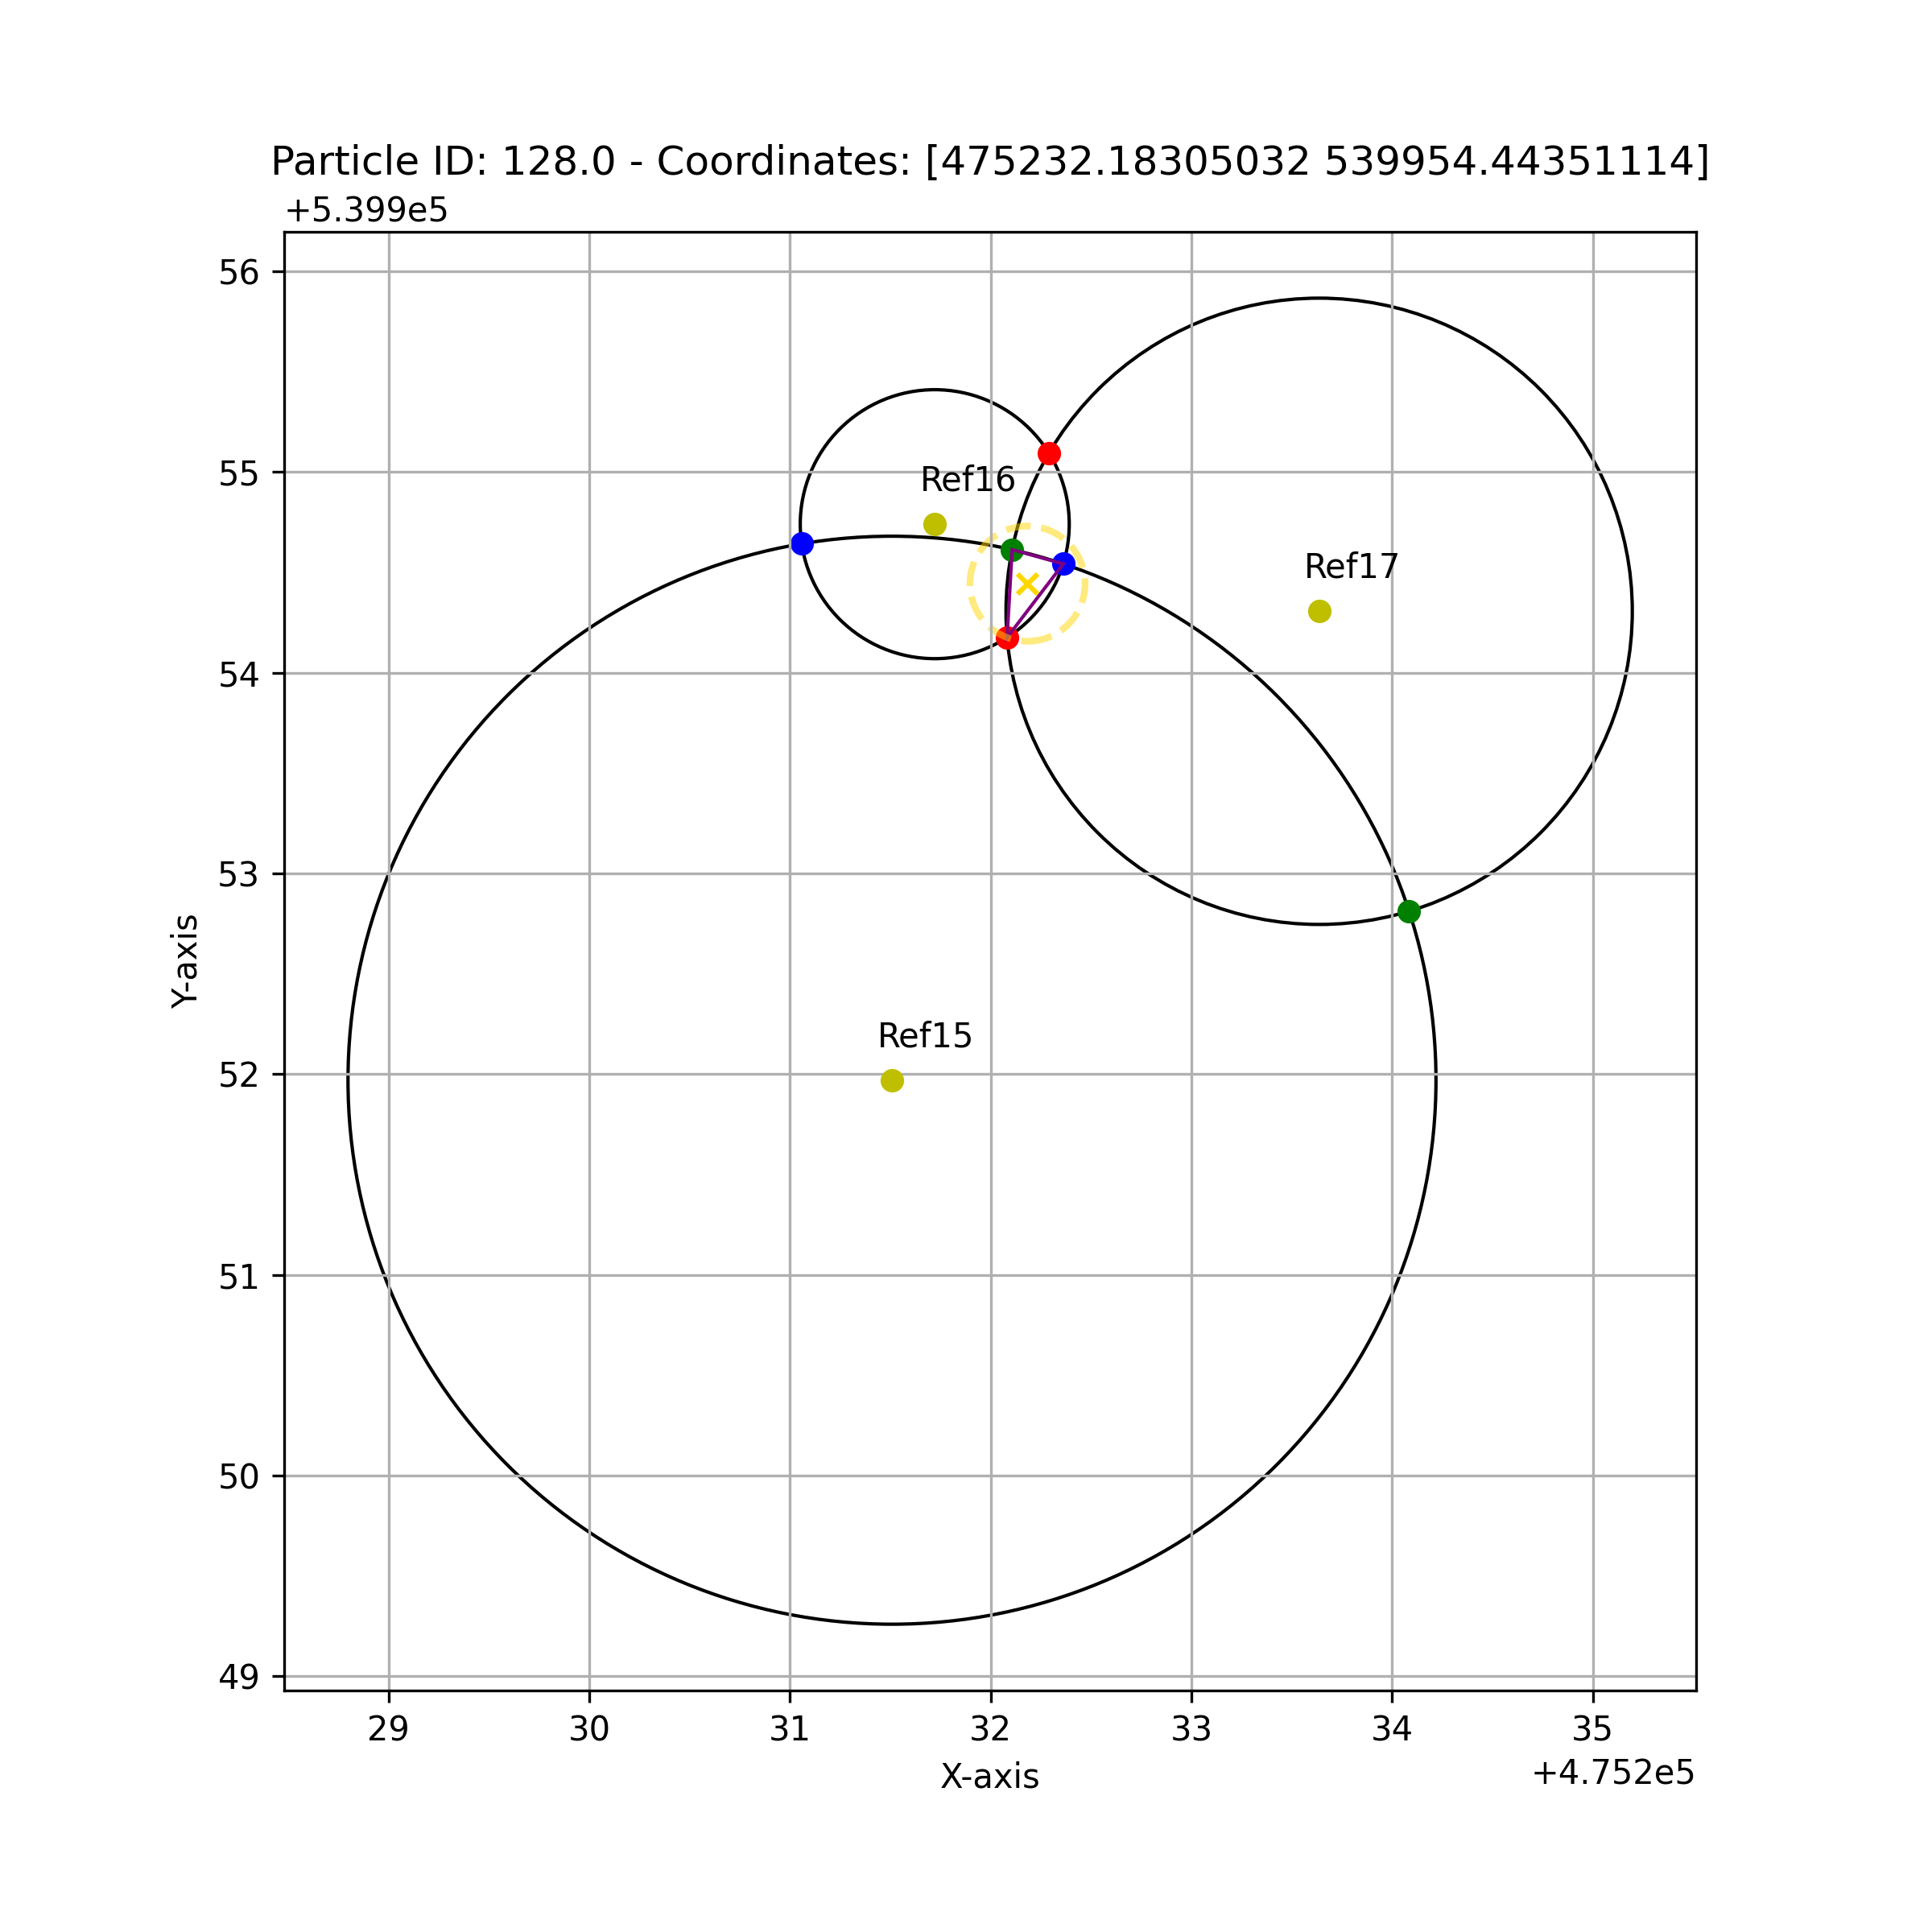 Particle ID: 128.0 - Coordinates: [475232.18305032 539954.44351114]
+5.399e5
56
55
54
53
52
51
50
49
Y-axis
Ref16
Ref17
Ref15
29 30 31 32 33 34 35
X-axis
+4.752e5